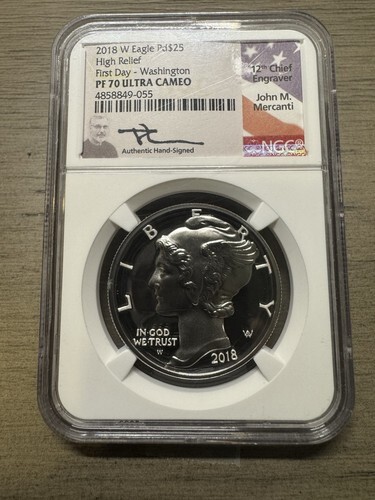 2018 W Eagle Pd$25
High Relief
First Day - Washington
PF 70 ULTRA CAMEO
4858849-055
Authentic Hand-Signed
12th Chief
Engraver
John M.
Mercanti
NGC
LIBERTY
IN GOD
WE TRUST
W
W
2018